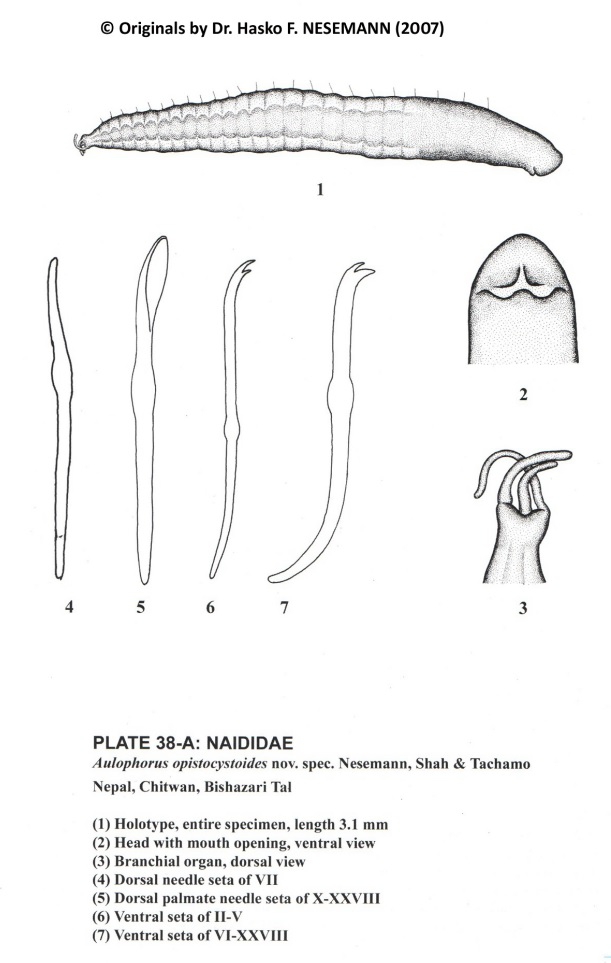 © Originals by Dr. Hasko F. NESEMANN (2007)
1
2
3
4 5 6 7
PLATE 38-A: NAIDIDAE
Aulophorus opistocystoides nov. spec. Nesemann, Shah & Tachamo
Nepal, Chitwan, Bishazari Tal
(1) Holotype, entire specimen, length 3.1 mm
(2) Head with mouth opening, ventral view
(3) Branchial organ, dorsal view
(4) Dorsal needle seta of VII
(5) Dorsal palmate needle seta of X-XXVIII
(6) Ventral seta of II-V
(7) Ventral seta of VI-XXVIII